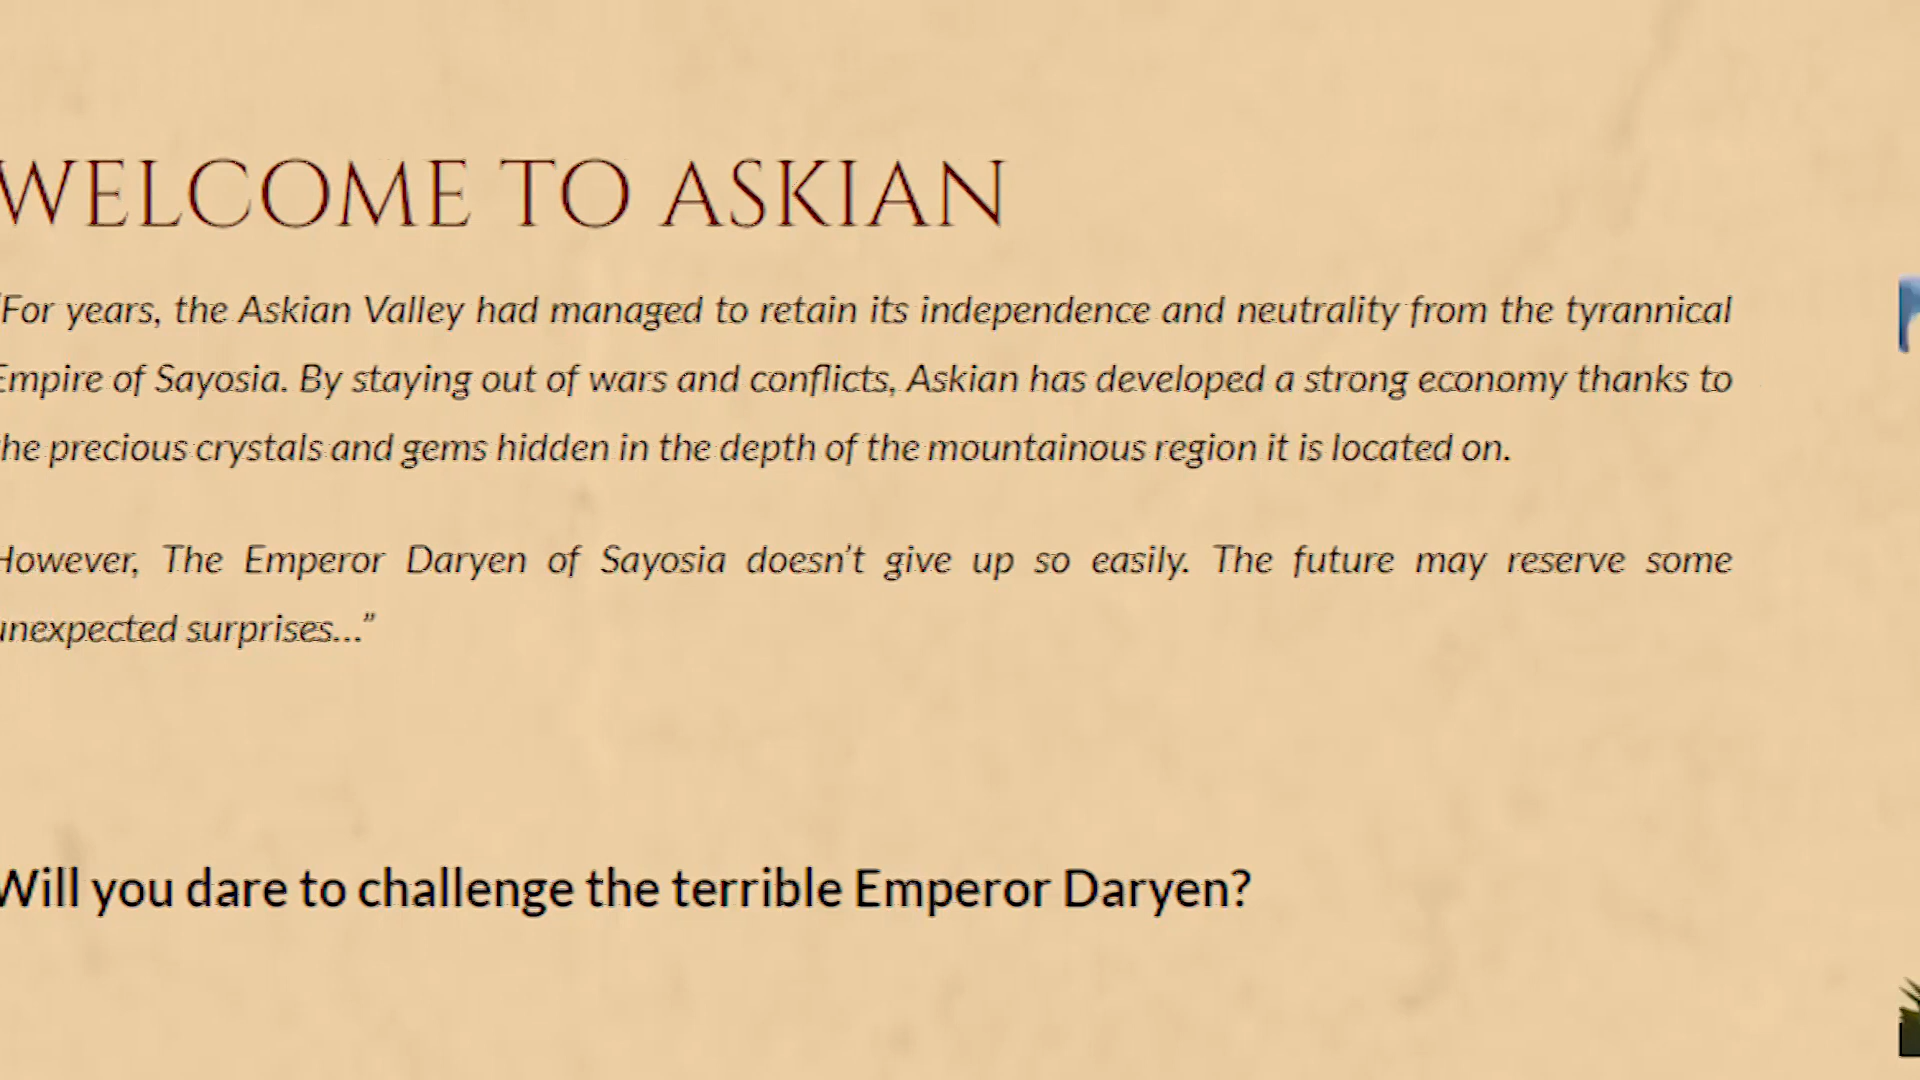 WELCOME TO ASKIAN
"For years, the Askian Valley had managed to retain its independence and neutrality from the tyrannical
Empire of Sayosia. By staying out of wars and conflicts, Askian has developed a strong economy thanks to
the precious crystals and gems hidden in the depth of the mountainous region it is located on.
However, The Emperor Daryen of Sayosia doesn’t give up so easily. The future may reserve some
unexpected surprises…”
Will you dare to challenge the terrible Emperor Daryen?